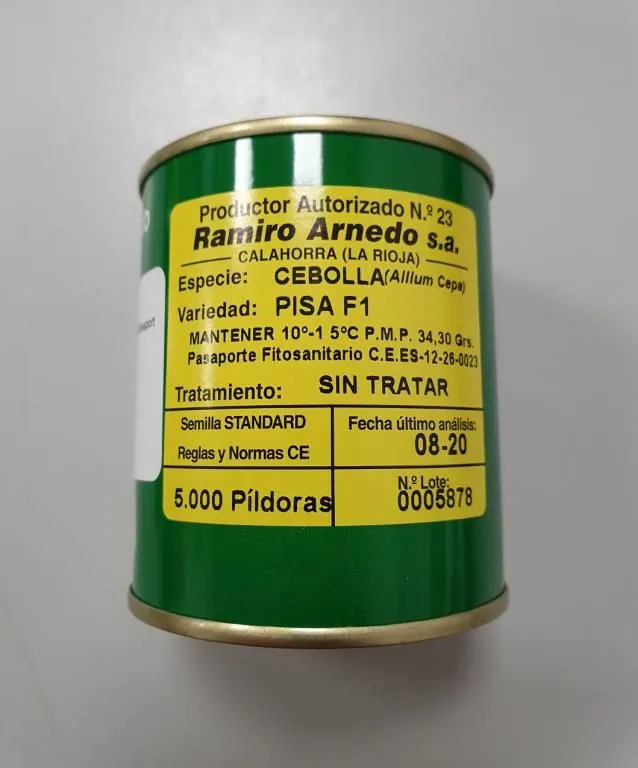 Productor Autorizado N.º 23
Ramiro Arnedo s.a.
CALAHORRA (LA RIOJA)
Especie: CEBOLLA(Alllum Cepa)
Variedad: PISA F1
MANTENER 10º-1 5ºC P.M.P. 34,30 Grs.
Pasaporte Fitosanitario C.E.ES-12-26-0023
Tratamiento: SIN TRATAR
Semilla STANDARD
Reglas y Normas CE
Fecha último análisis:
08-20
5.000 Píldoras
N.º Lote:
0005878